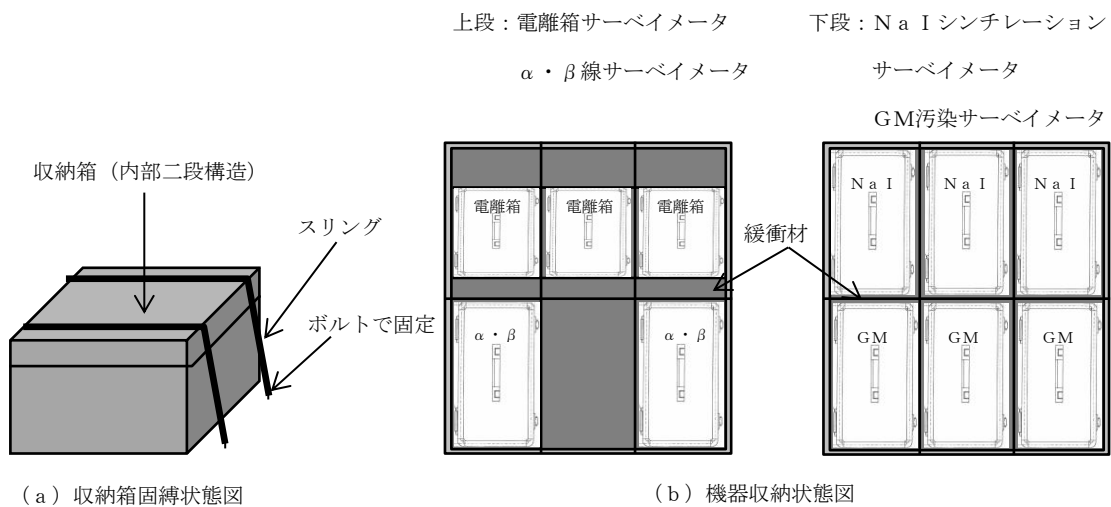 上段：電離箱サーベイメータ
α・β線サーベイメータ
下段：ＮａＩシンチレーション
サーベイメータ
ＧＭ汚染サーベイメータ
収納箱（内部二段構造）
スリング
ボルトで固定
電離箱
電離箱
電離箱
α・β
α・β
緩衝材
ＮａＩ
ＮａＩ
ＮａＩ
ＧＭ
ＧＭ
ＧＭ
（ａ）収納箱固縛状態図
（ｂ）機器収納状態図